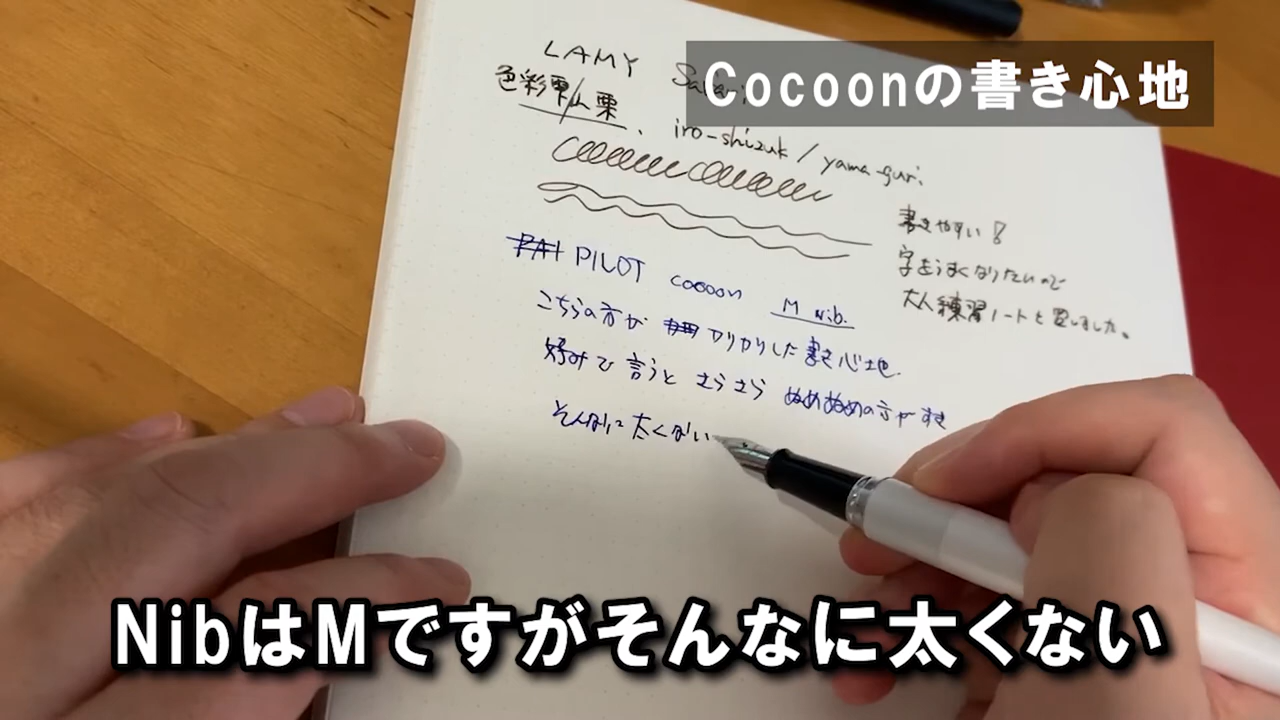 Cocoonの書き心地
LAMY Safari
色彩雫/山栗、iro-shizuk/yama-guri
書きやすい!
字をうまくなりたいので
大人練習ノートと買いました。
PILOT cocoon M nib.
こちらの方が カリカリした書き心地.
好みで言うと さらさら ぬめぬめの方がすき
そんなに太くない
NibはMですがそんなに太くない